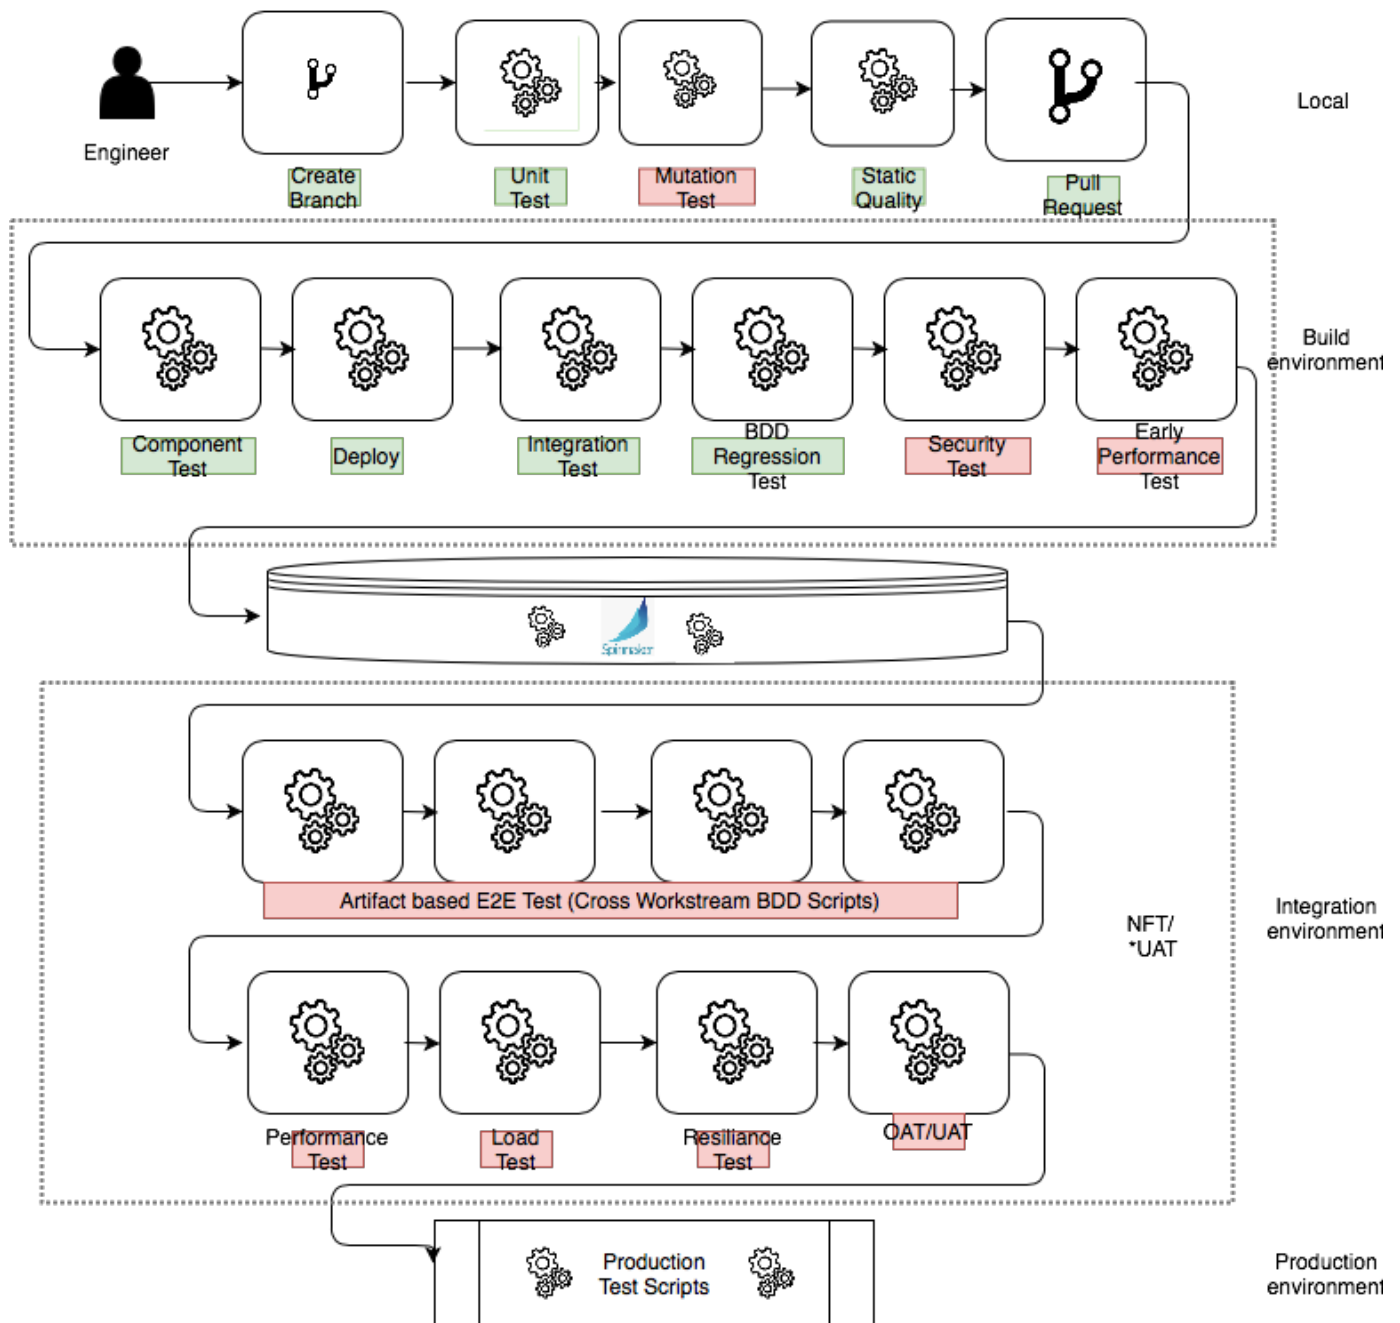 Local
Engineer
Create
Branch
Unit
Test
Mutation
Test
Static
Quality
Pull
Request
Build
environment
Component
Test
Deploy
Integration
Test
BDD
Regression
Test
Security
Test
Early
Performance
Test
Spinnaker
Artifact based E2E Test (Cross Workstream BDD Scripts)
NFT/
*UAT
Integration
environment
Performance
Test
Load
Test
Resiliance
Test
OAT/UAT
Production
Test Scripts
Production
environment